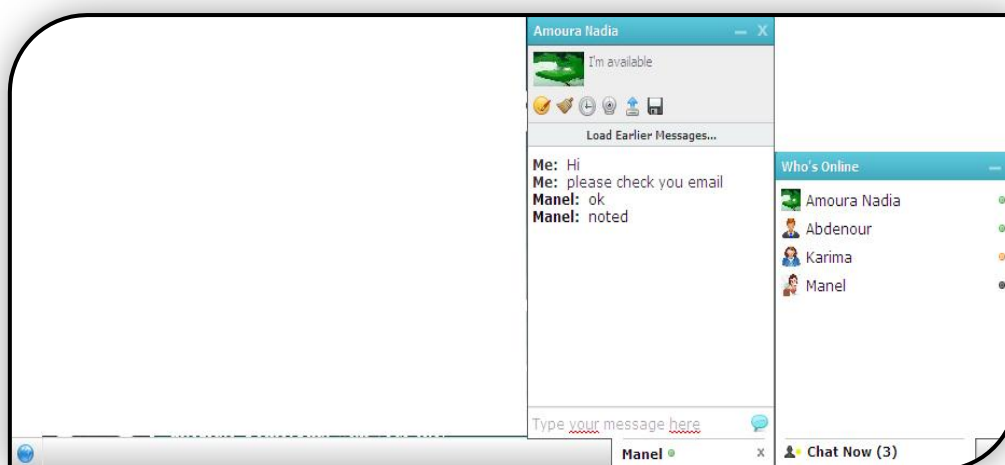 Amoura Nadia
I'm available
Load Earlier Messages...
Me: Hi
Me: please check you email
Manel: ok
Manel: noted
Type your message here
Manel
x
Who's Online
Amoura Nadia
Abdenour
Karima
Manel
Chat Now (3)